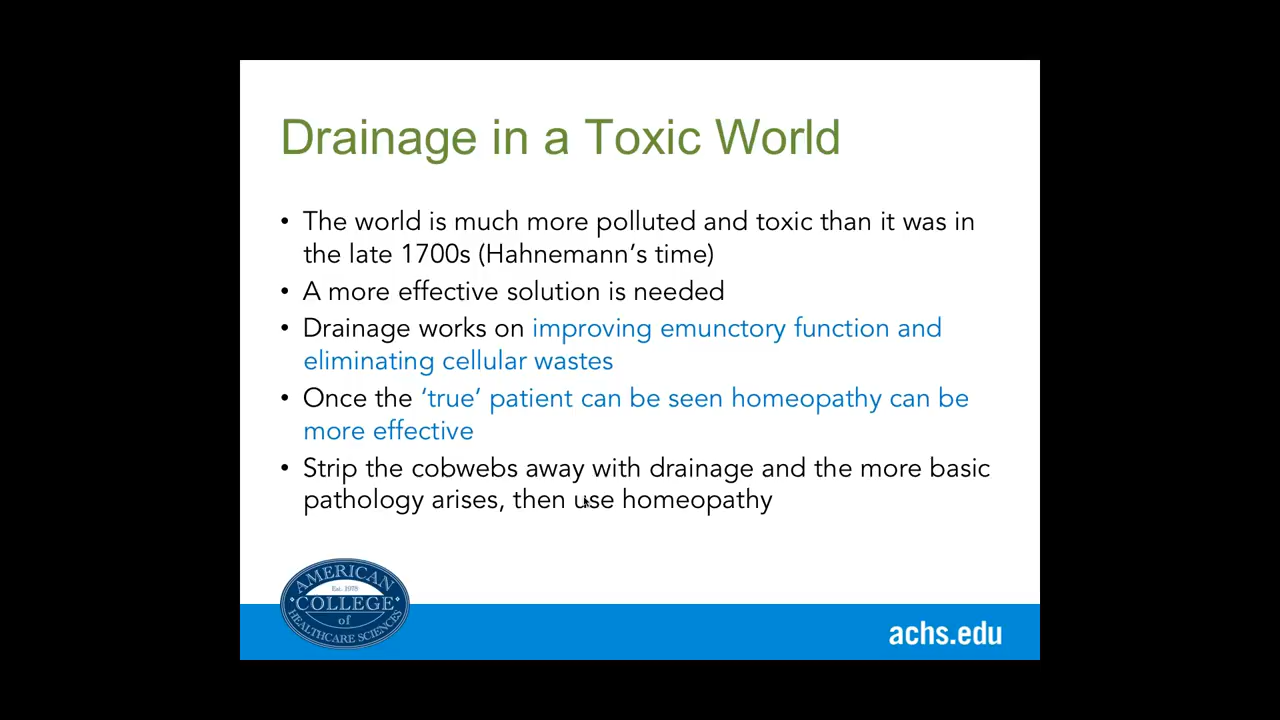 Drainage in a Toxic World
• The world is much more polluted and toxic than it was in
the late 1700s (Hahnemann’s time)
• A more effective solution is needed
• Drainage works on improving emunctory function and
eliminating cellular wastes
• Once the ‘true‘ patient can be seen homeopathy can be
more effective
• Strip the cobwebs away with drainage and the more basic
pathology arises, then use homeopathy
AMERICAN
Est. 1978
COLLEGE
of
HEALTHCARE SCIENCES
achs.edu